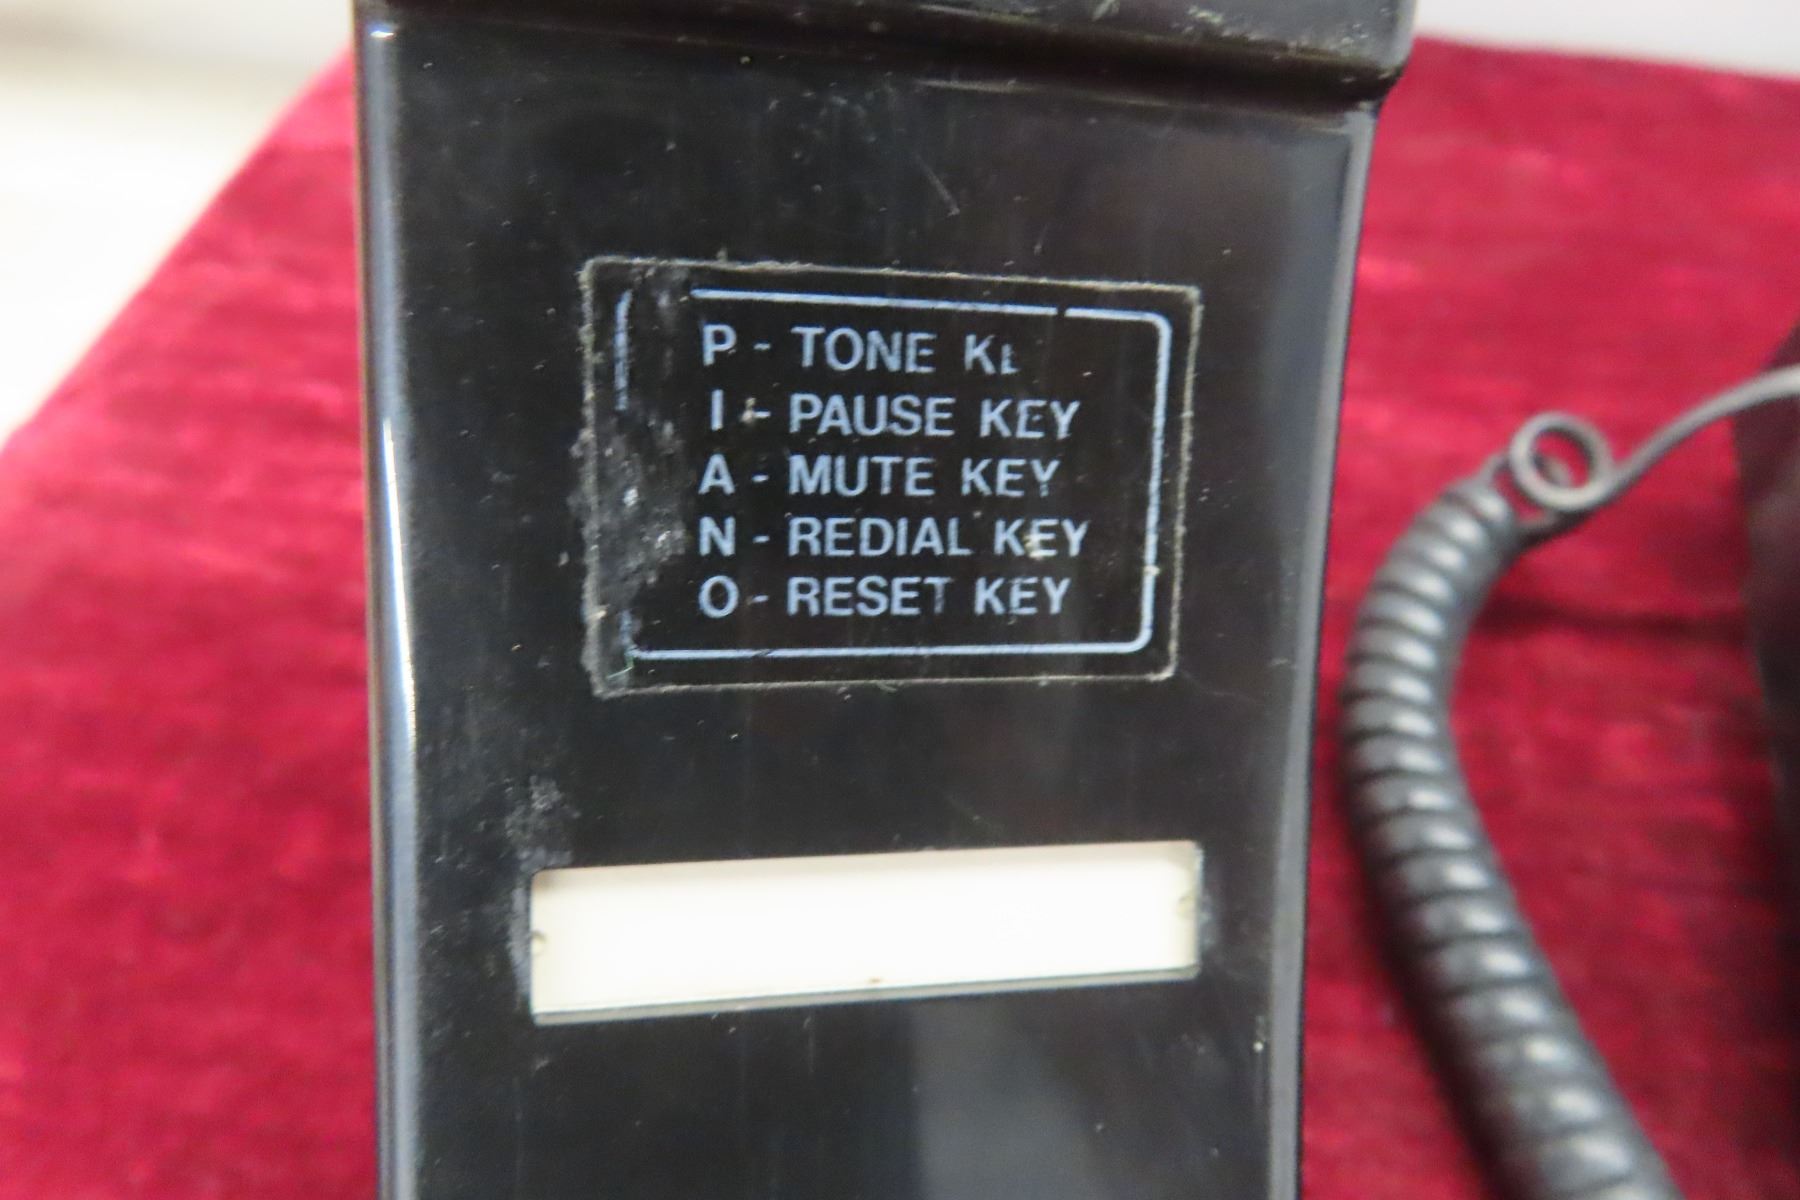 P - TONE KE
I - PAUSE KEY
A - MUTE KEY
N - REDIAL KEY
O - RESET KEY